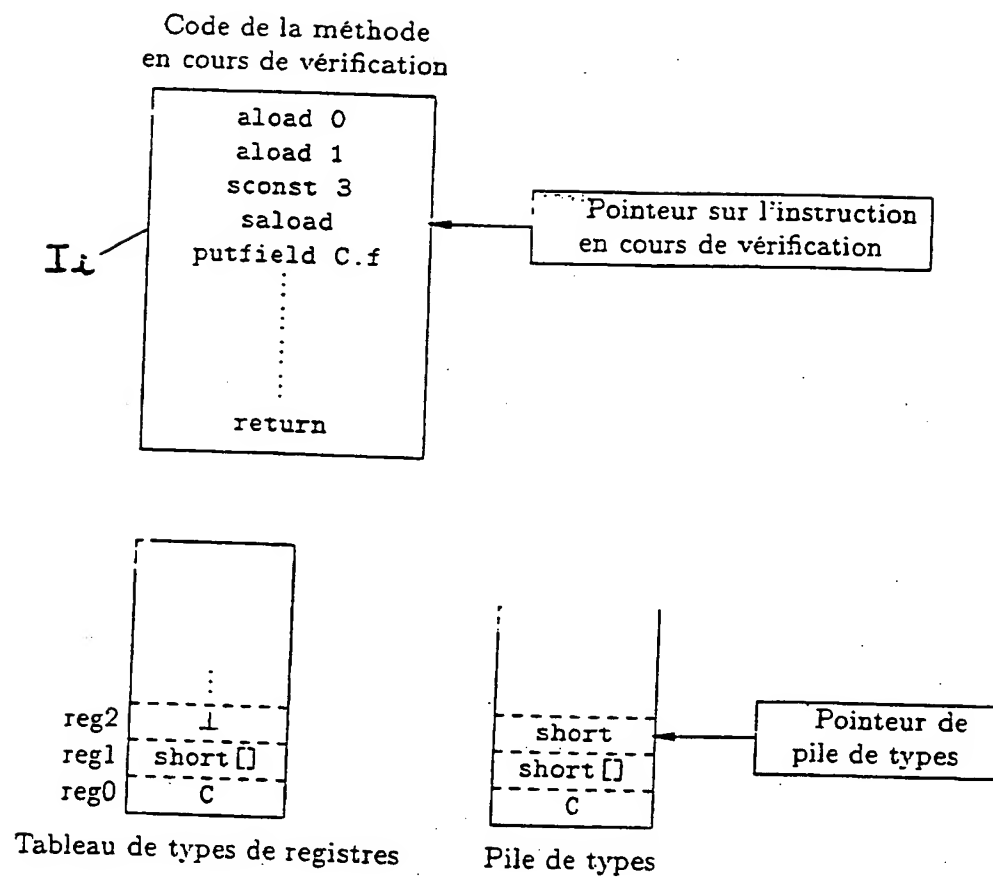 Code de la méthode
en cours de vérification
aload 0
aload 1
sconst 3
saload
putfield C.f
return
Ii
Pointeur sur l'instruction
en cours de vérification
reg2 ⊥
reg1 short[]
reg0 C
Tableau de types de registres
short
short[]
C
Pile de types
Pointeur de
pile de types